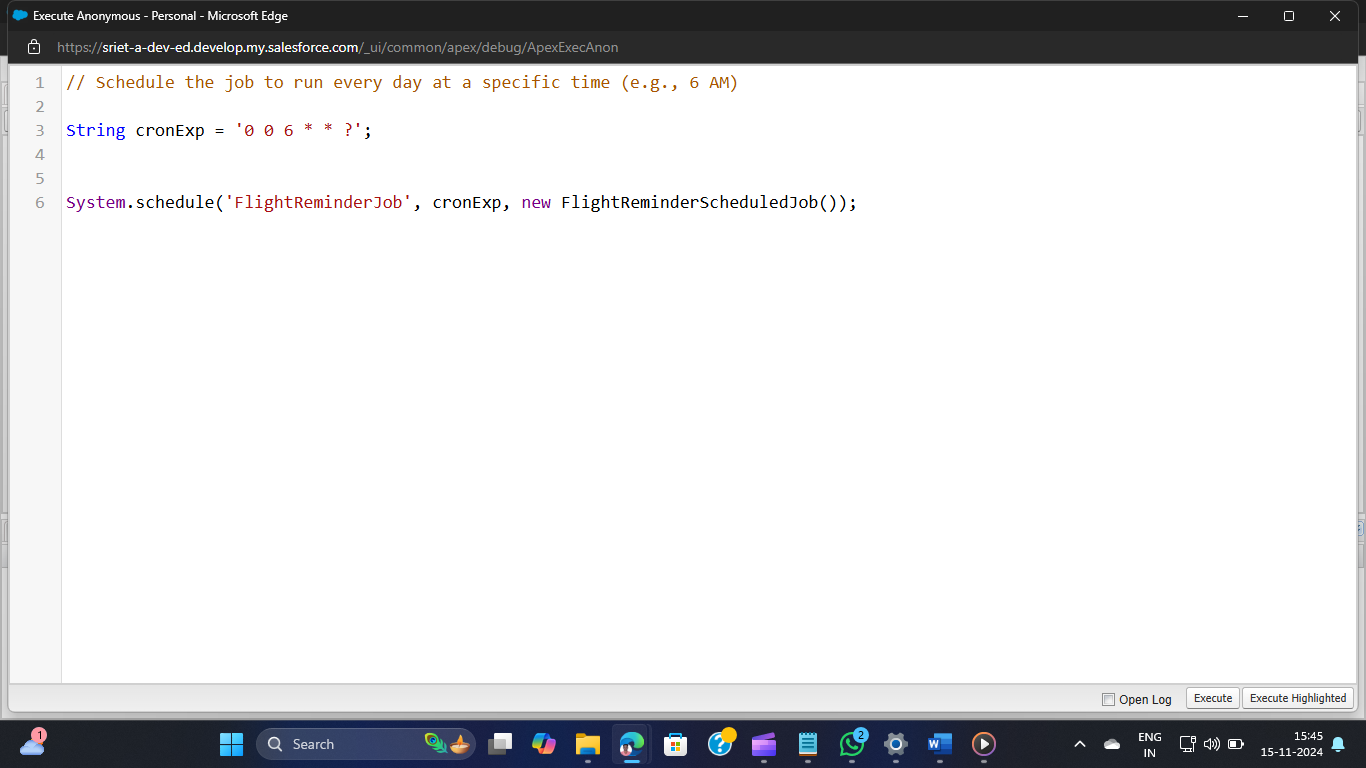 Execute Anonymous - Personal - Microsoft Edge
https://sriet-a-dev-ed.develop.my.salesforce.com/_ui/common/apex/debug/ApexExecAnon
1 // Schedule the job to run every day at a specific time (e.g., 6 AM)
2
3 String cronExp = '0 0 6 * * ?';
4
5
6 System.schedule('FlightReminderJob', cronExp, new FlightReminderScheduledJob());
Open Log Execute Execute Highlighted
1 Search 2 ENG IN 15:45
15-11-2024